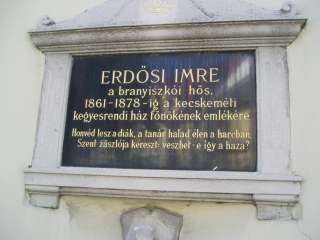 ERDŐSI IMRE
a branyiszkói hős,
1861-1878-ig a kecskeméti
kegyesrendi ház főnökének emlékére
Honvéd lesz a diák, a tanár halad élen a harcban,
Szent zászlója kereszt: veszhet-e így a haza?